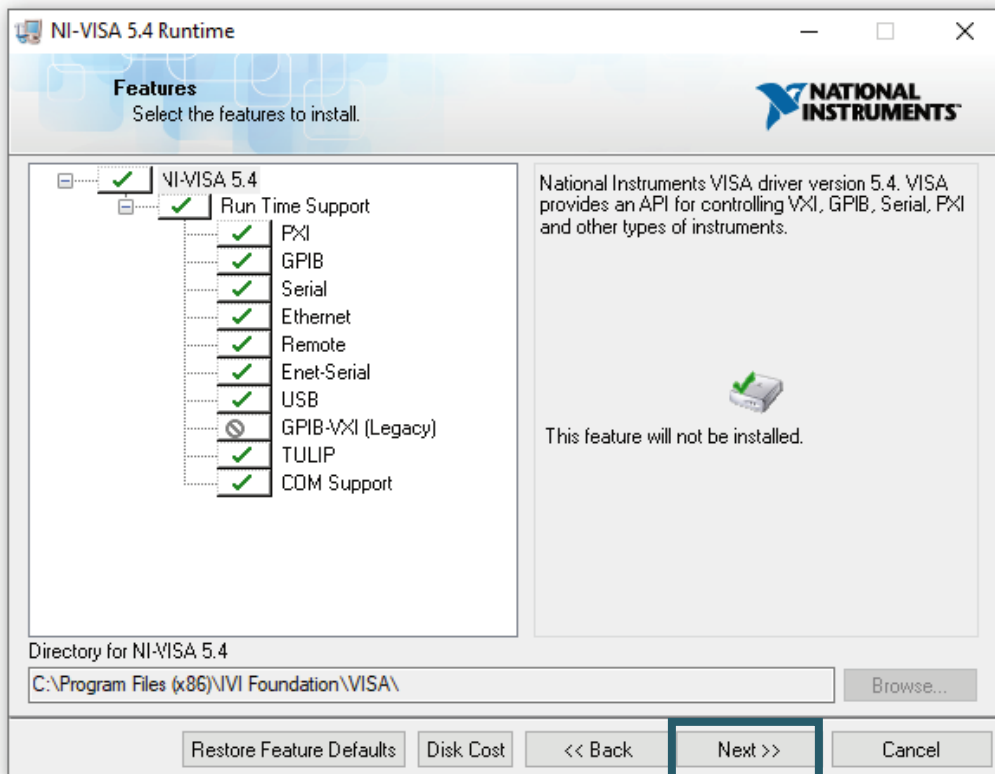 NI-VISA 5.4 Runtime
Features
Select the features to install.
NATIONAL
INSTRUMENTS™
NI-VISA 5.4
Run Time Support
PXI
GPIB
Serial
Ethernet
Remote
Enet-Serial
USB
GPIB-VXI (Legacy)
TULIP
COM Support
National Instruments VISA driver version 5.4. VISA
provides an API for controlling VXI, GPIB, Serial, PXI
and other types of instruments.
This feature will not be installed.
Directory for NI-VISA 5.4
C:\Program Files (x86)\IVI Foundation\VISA\
Browse...
Restore Feature Defaults
Disk Cost
<< Back
Next >>
Cancel